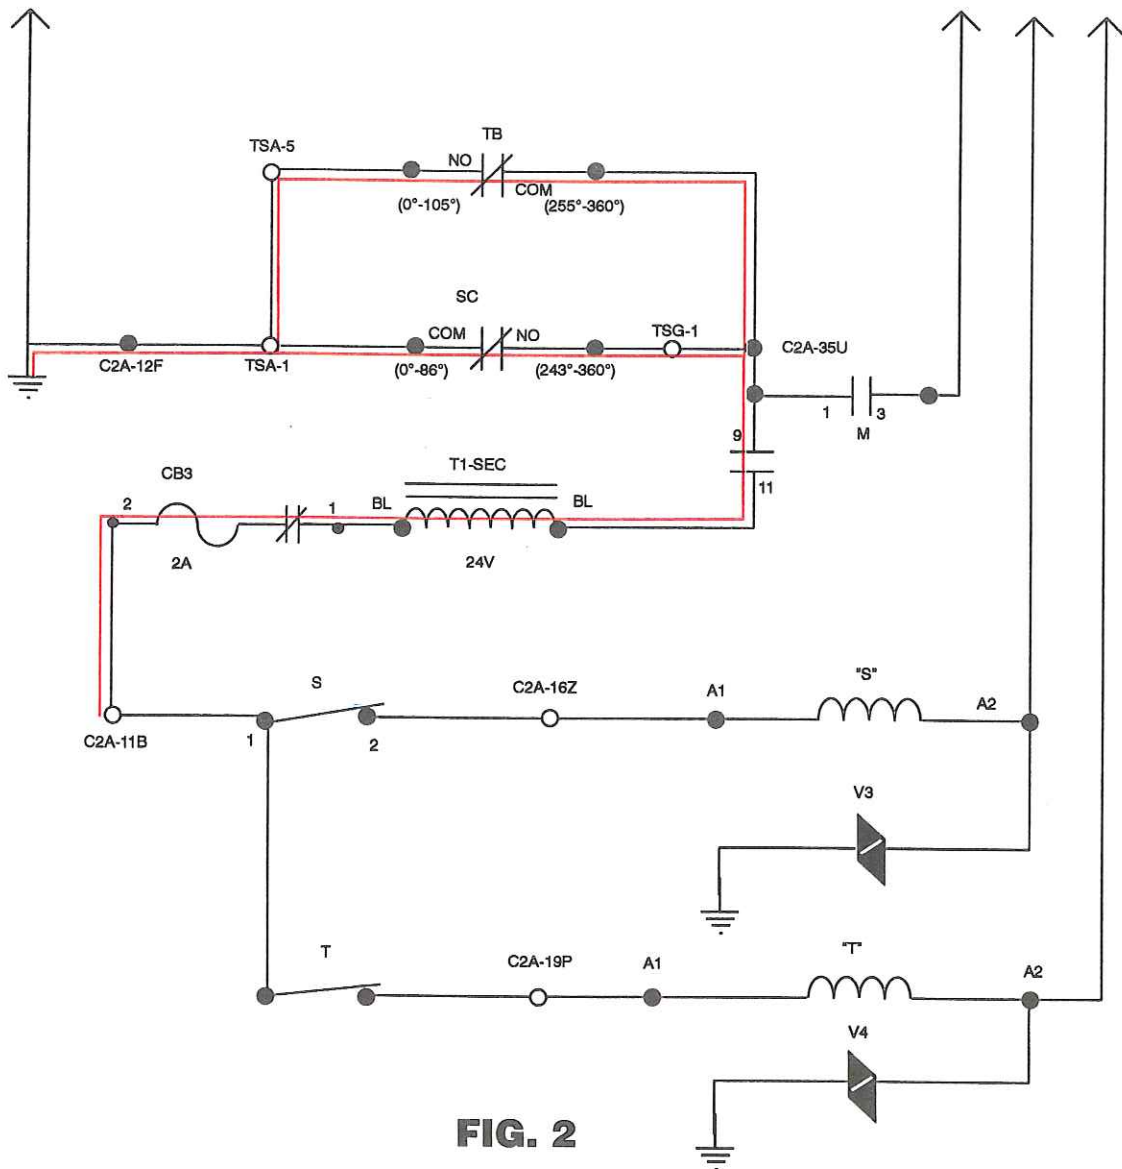 TB
TSA-5
NO
COM
(0°-105°)
(255°-360°)
SC
COM
NO
TSG-1
C2A-35U
C2A-12F
TSA-1
(0°-86°)
(243°-360°)
1
3
M
9
11
T1-SEC
CB3
2
1
BL
BL
2A
24V
S
C2A-16Z
A1
"S"
A2
C2A-11B
1
2
V3
T
C2A-19P
A1
"T"
A2
V4
FIG. 2